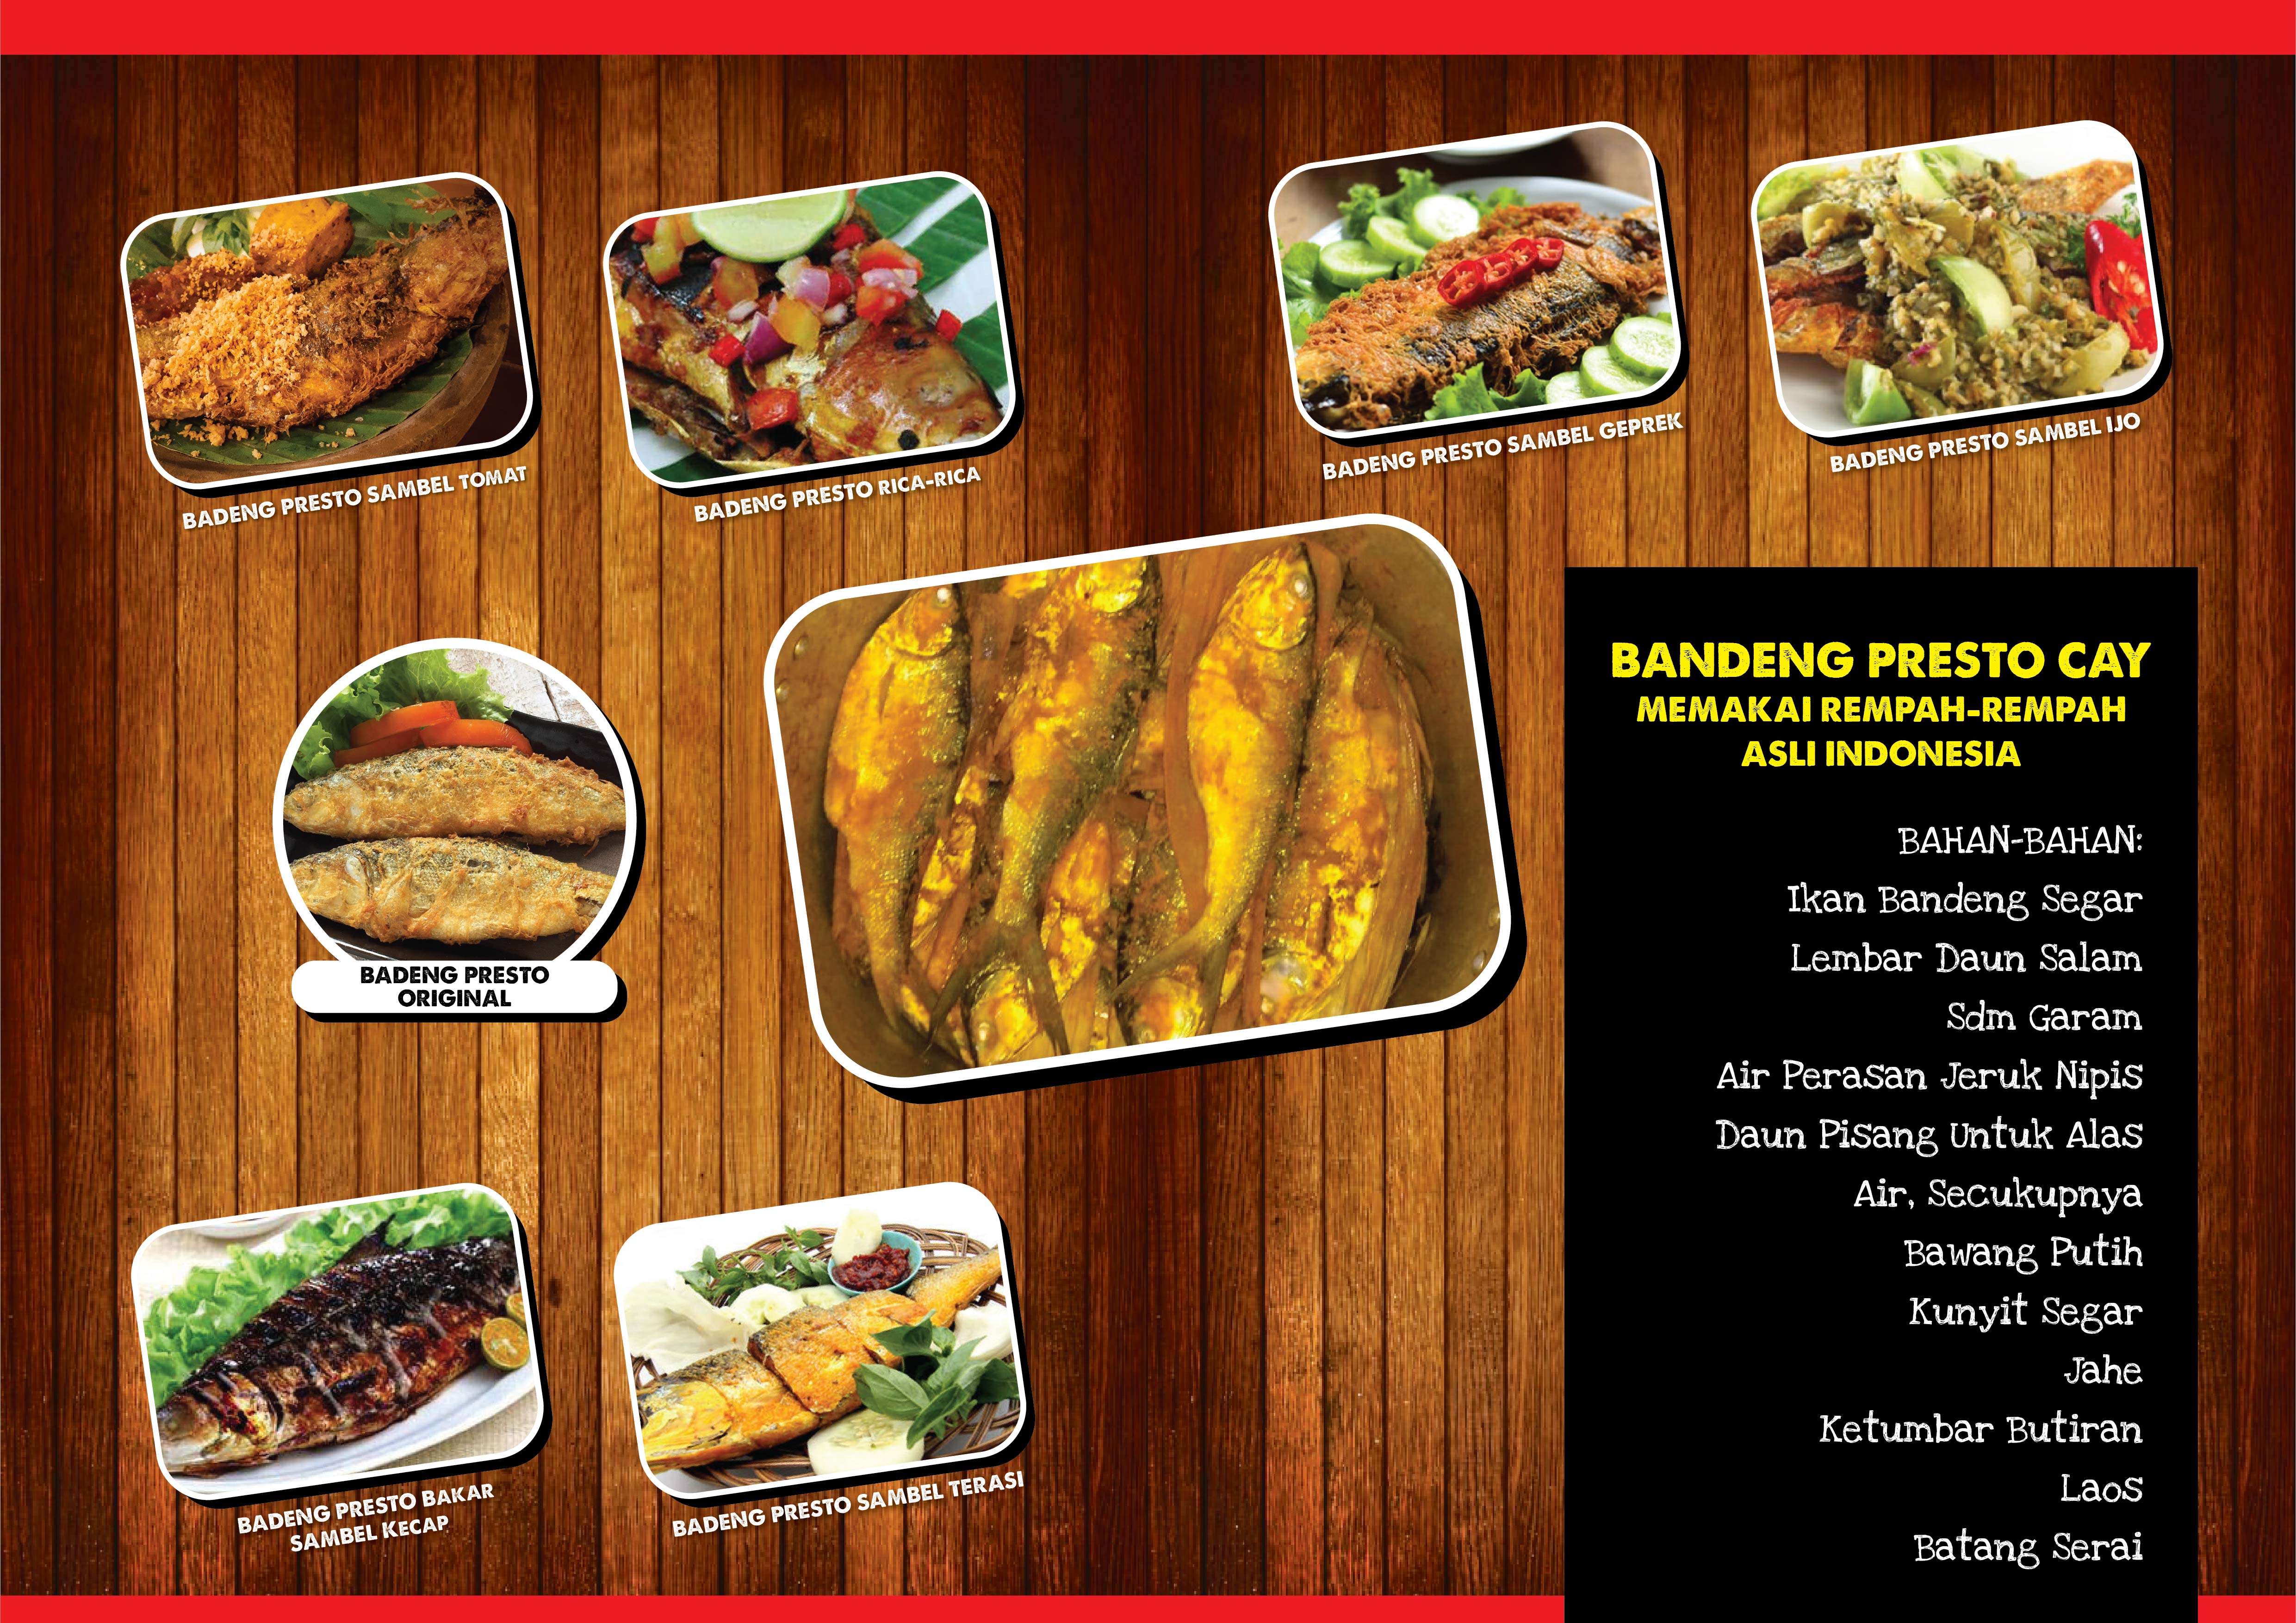 BADENG PRESTO SAMBEL TOMAT
BADENG PRESTO RICA-RICA
BADENG PRESTO SAMBEL GEPREK
BADENG PRESTO SAMBEL IJO
BADENG PRESTO
ORIGINAL
BADENG PRESTO BAKAR
SAMBEL KECAP
BADENG PRESTO SAMBEL TERASI
BANDENG PRESTO CAY
MEMAKAI REMPAH-REMPAH
ASLI INDONESIA
BAHAN-BAHAN:
Ikan Bandeng Segar
Lembar Daun Salam
Sdm Garam
Air Perasan Jeruk Nipis
Daun Pisang Untuk Alas
Air, Secukupnya
Bawang Putih
Kunyit Segar
Jahe
Ketumbar Butiran
Laos
Batang Serai